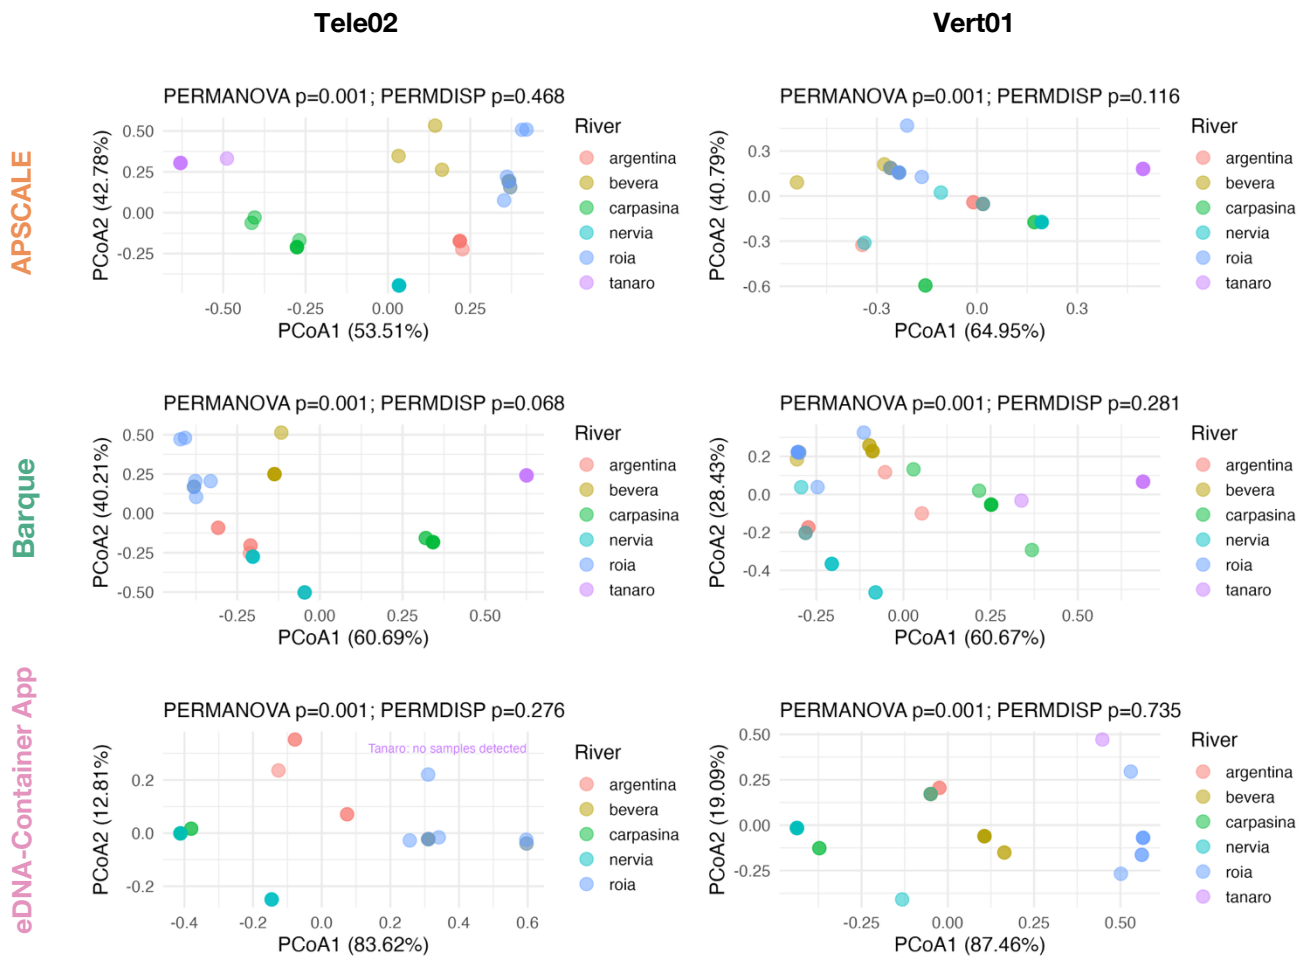 Tele02
Vert01
APSCALE
PERMANOVA p=0.001; PERMDISP p=0.468
PCoA2 (42.78%)
0.50
0.25
0.00
-0.25
-0.50
-0.25
0.00
0.25
PCoA1 (53.51%)
River
argentina
bevera
carpasina
nervia
roia
tanaro
PERMANOVA p=0.001; PERMDISP p=0.116
PCoA2 (40.79%)
0.3
0.0
-0.3
-0.6
-0.3
0.0
0.3
PCoA1 (64.95%)
River
argentina
bevera
carpasina
nervia
roia
tanaro
Barque
PERMANOVA p=0.001; PERMDISP p=0.068
PCoA2 (40.21%)
0.50
0.25
0.00
-0.25
-0.50
-0.25
0.00
0.25
0.50
PCoA1 (60.69%)
River
argentina
bevera
carpasina
nervia
roia
tanaro
PERMANOVA p=0.001; PERMDISP p=0.281
PCoA2 (28.43%)
0.2
0.0
-0.2
-0.4
-0.25
0.00
0.25
0.50
PCoA1 (60.67%)
River
argentina
bevera
carpasina
nervia
roia
tanaro
eDNA-Container App
PERMANOVA p=0.001; PERMDISP p=0.276
Tanaro: no samples detected
PCoA2 (12.81%)
0.2
0.0
-0.2
-0.4
-0.2
0.0
0.2
0.4
0.6
PCoA1 (83.62%)
River
argentina
bevera
carpasina
nervia
roia
PERMANOVA p=0.001; PERMDISP p=0.735
PCoA2 (19.09%)
0.50
0.25
0.00
-0.25
-0.25
0.00
0.25
0.50
PCoA1 (87.46%)
River
argentina
bevera
carpasina
nervia
roia
tanaro